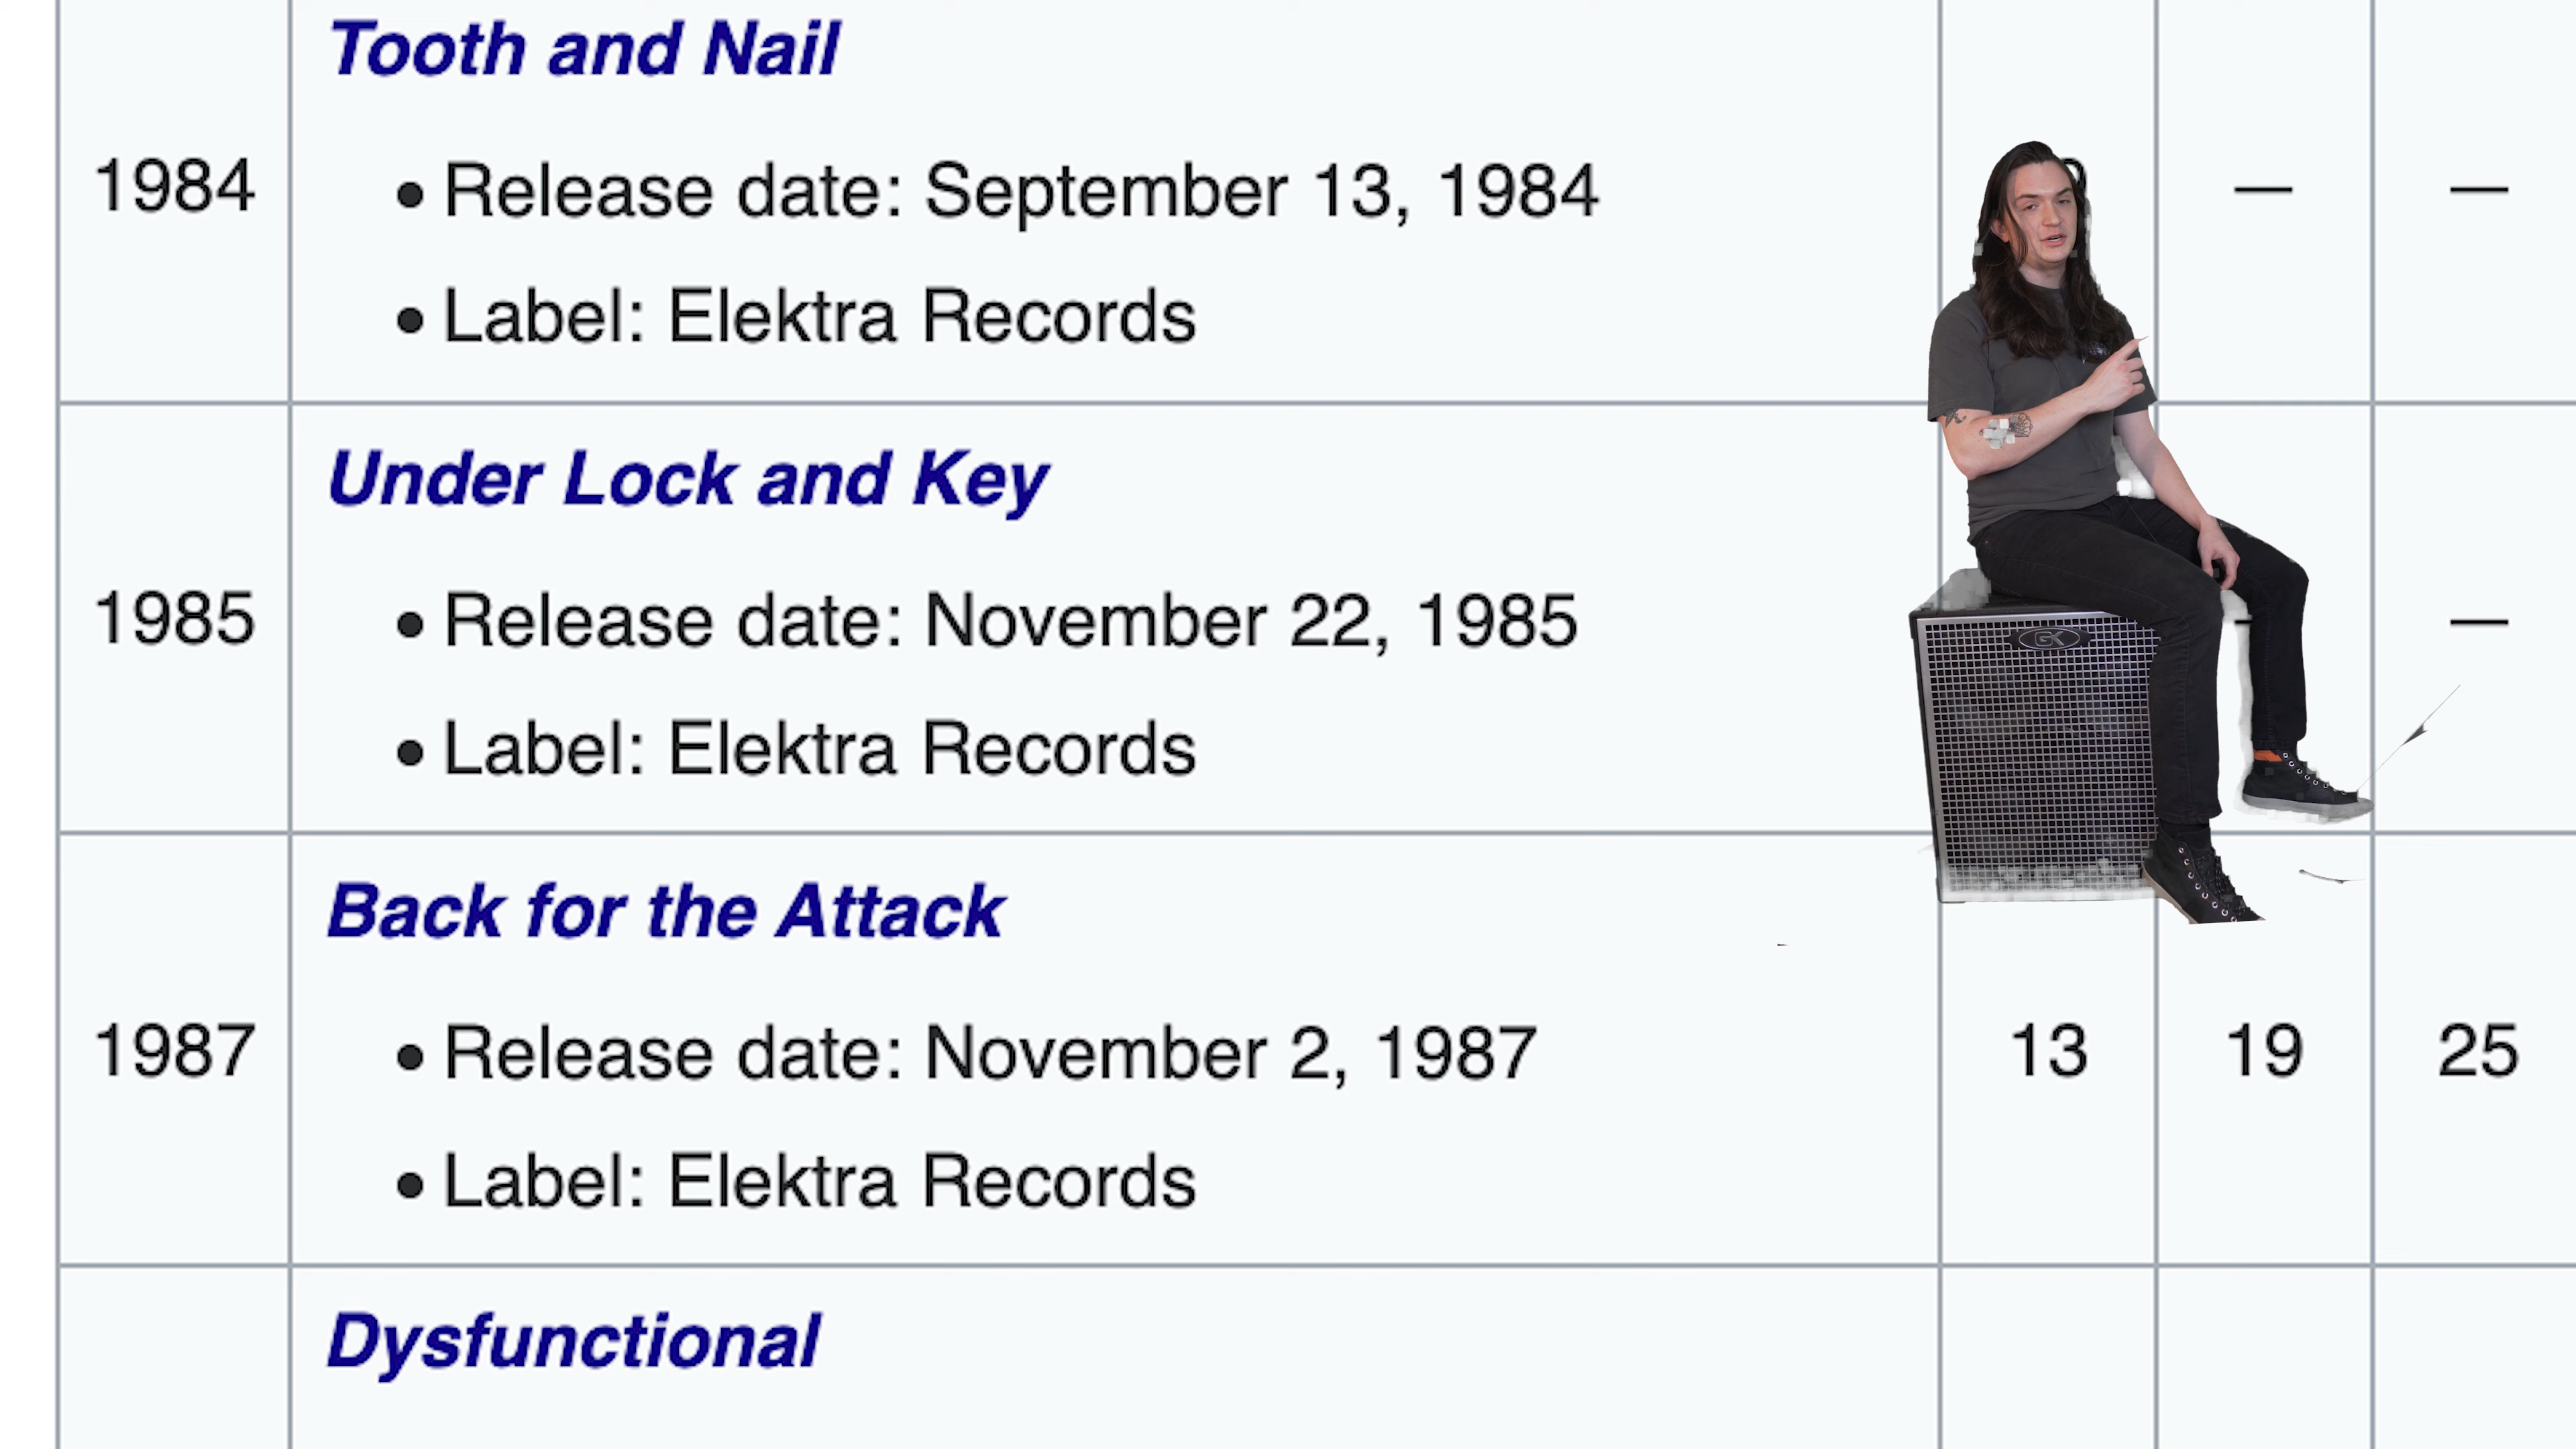 Tooth and Nail
1984
• Release date: September 13, 1984
— —
• Label: Elektra Records
Under Lock and Key
1985
• Release date: November 22, 1985
—
• Label: Elektra Records
GK
Back for the Attack
1987
• Release date: November 2, 1987
13 19 25
• Label: Elektra Records
Dysfunctional